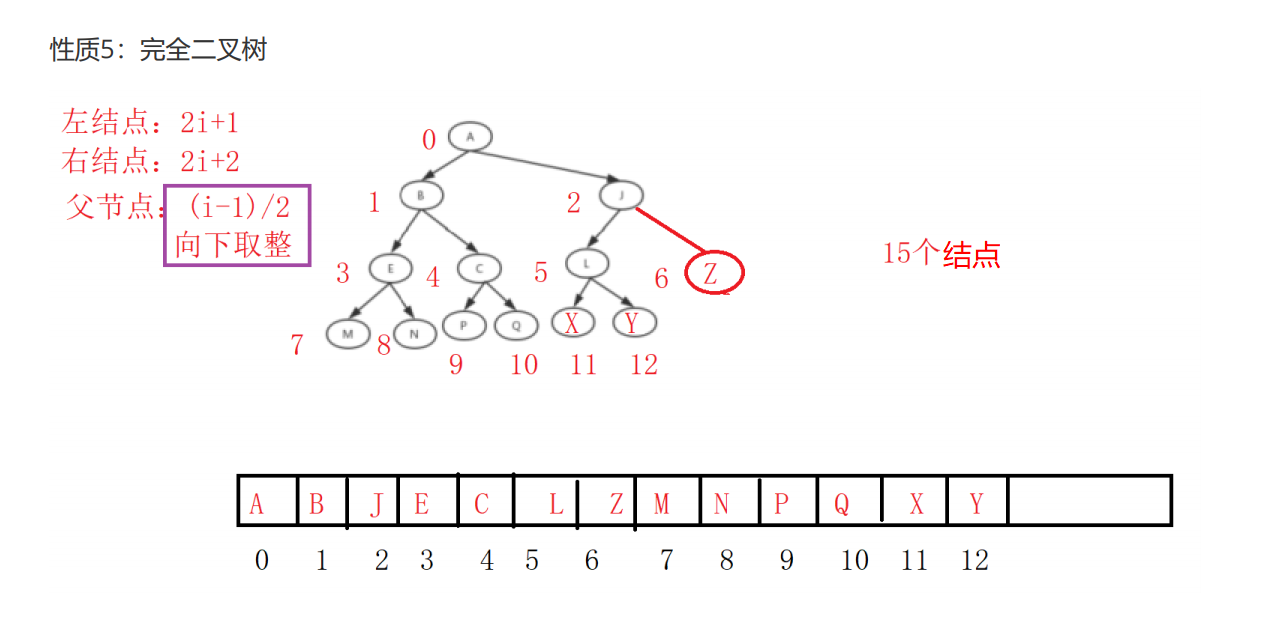 性质5：完全二叉树
左结点：2i+1
右结点：2i+2
父节点：(i-1)/2
向下取整
0 A
1 B 2 J
3 E 4 C 5 L 6 Z
7 M 8 N P Q X Y
9 10 11 12
15个结点
A B J E C L Z M N P Q X Y
0 1 2 3 4 5 6 7 8 9 10 11 12